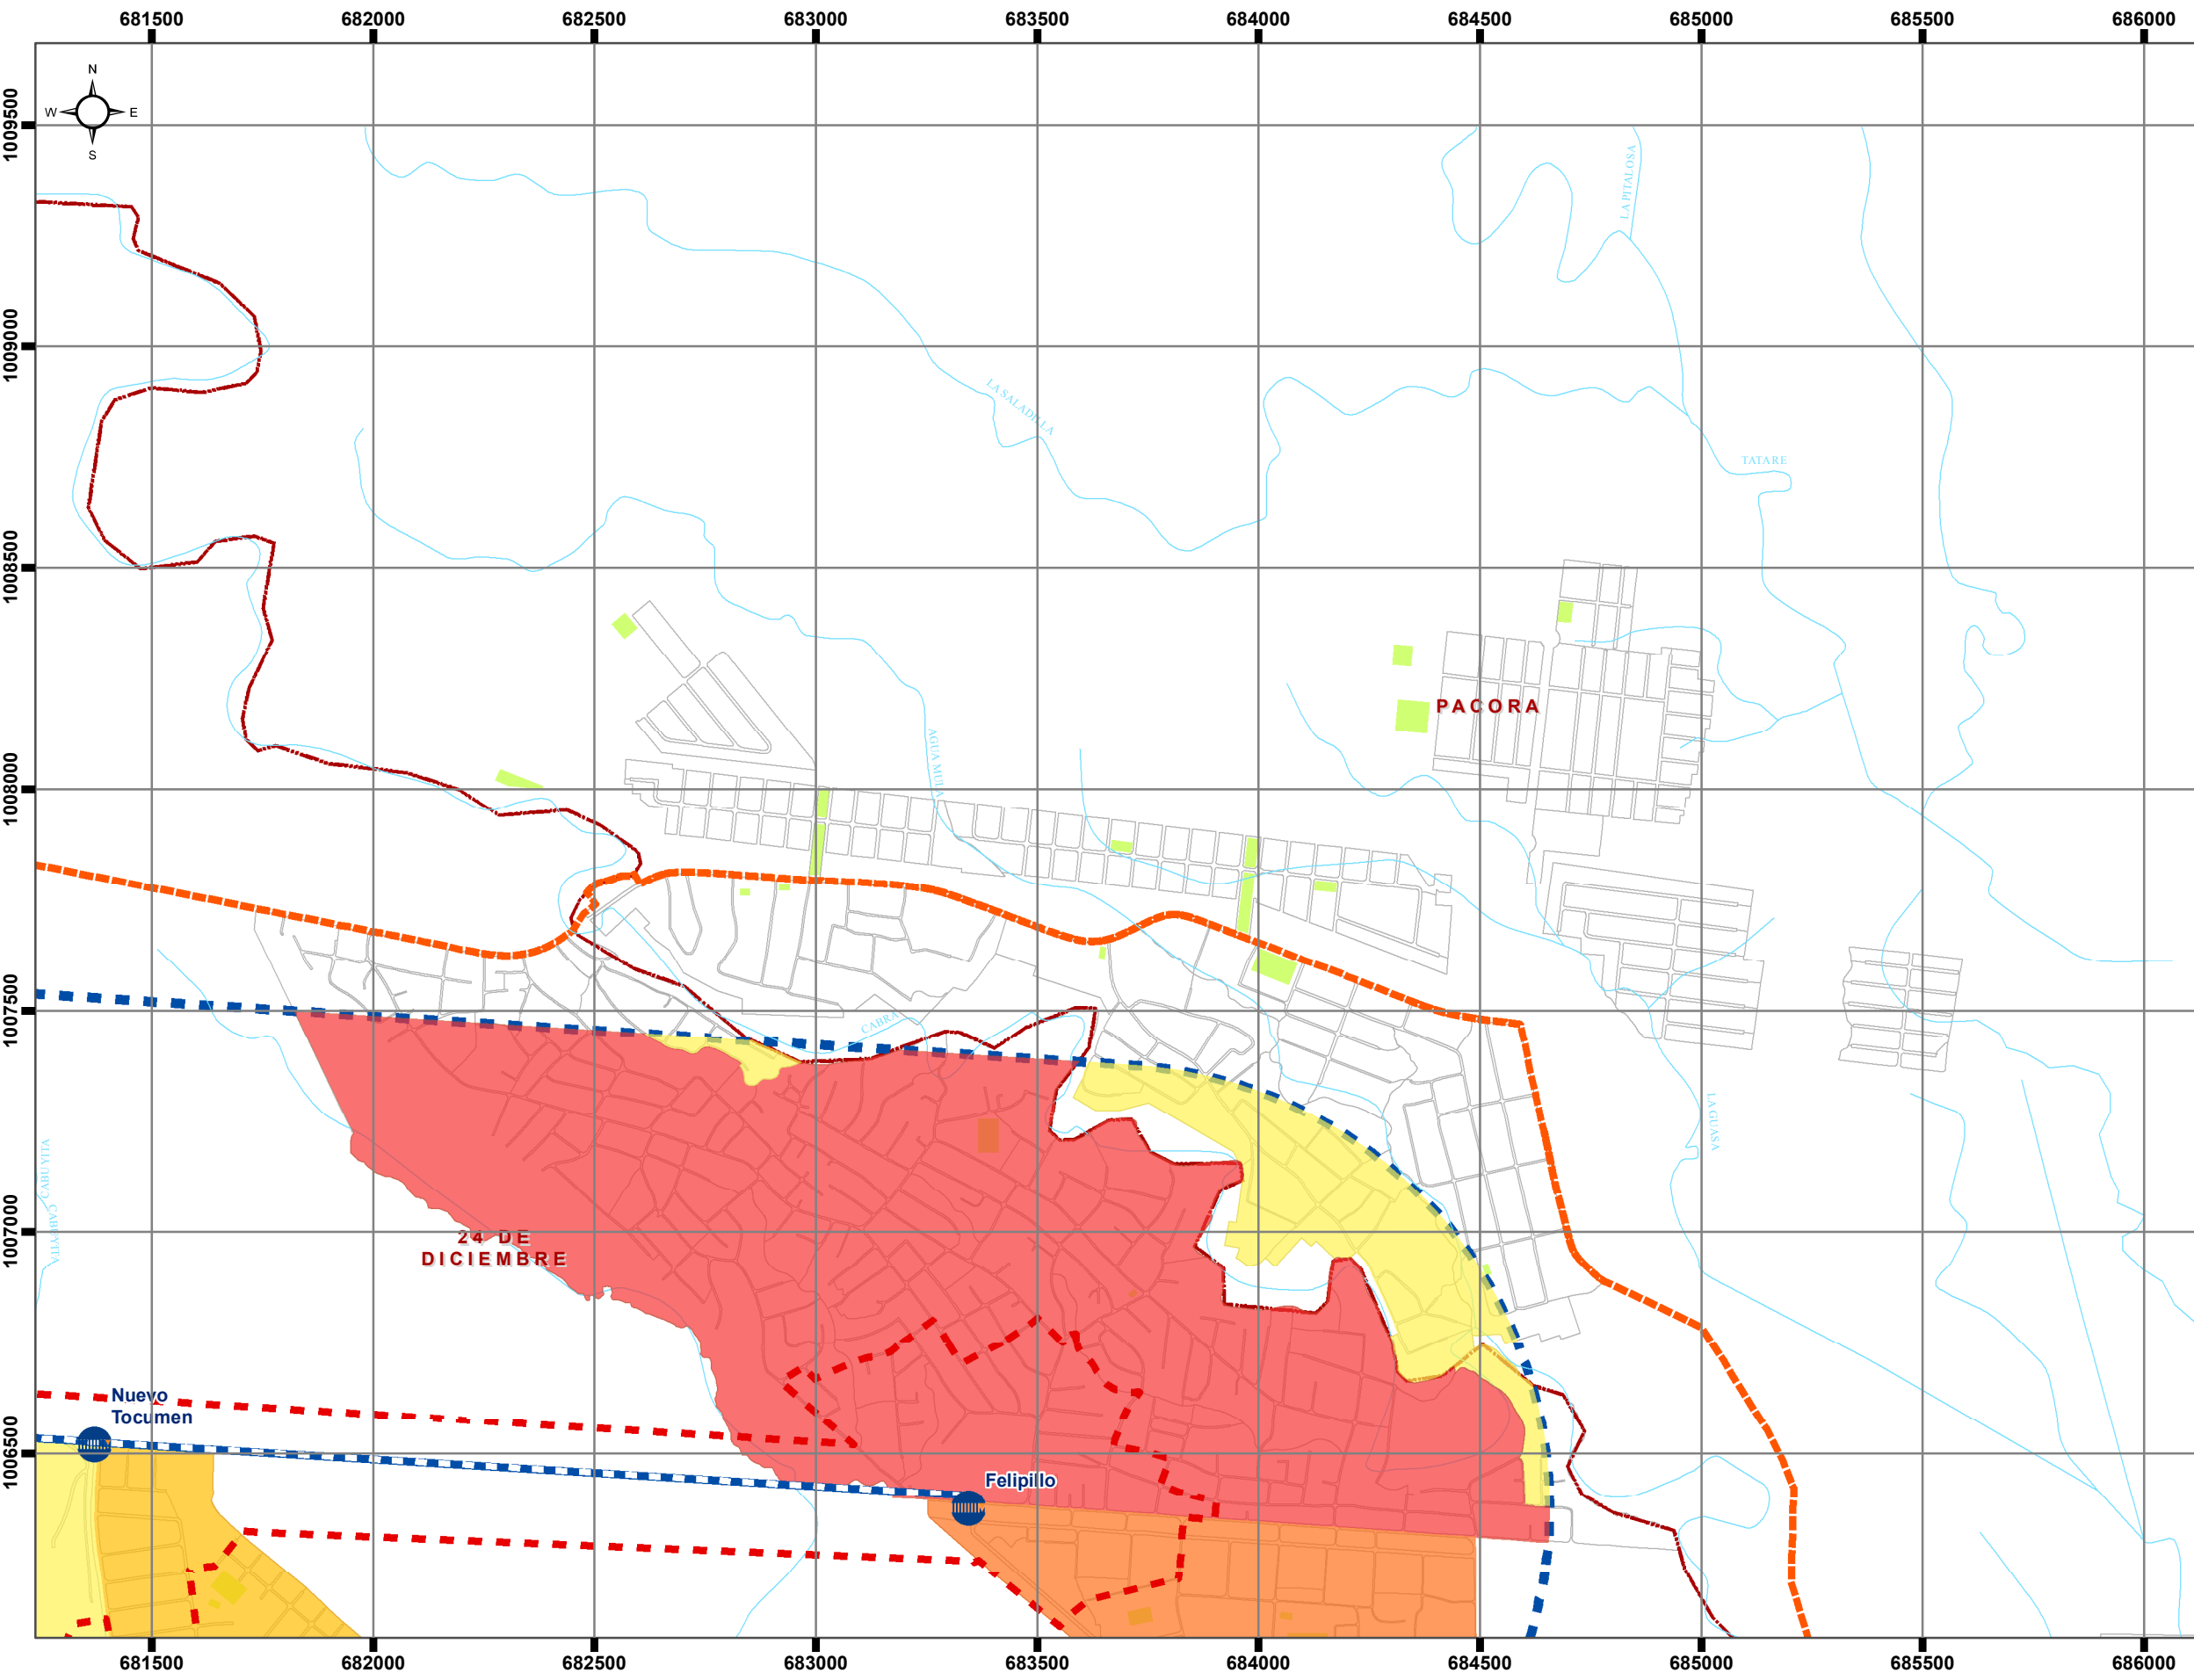 681500 682000 682500 683000 683500 684000 684500 685000 685500 686000
N
W E
S
1009500
LA PITALOSA
1009000
LA SALADILLA
TATARE
1008500
PACORA
AGUA MULA
1008000
1007500
CABRA
LA GUASA
CABUYITA
CABUYITA
1007000
24 DE
DICIEMBRE
Nuevo
Tocumen
1006500
Felipillo
681500 682000 682500 683000 683500 684000 684500 685000 685500 686000